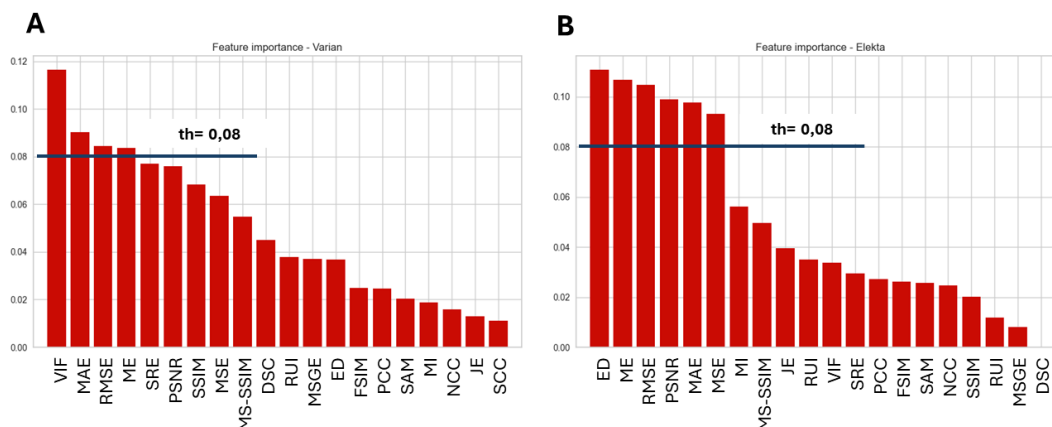 A
Feature importance - Varian
0.12
0.10
0.08
0.06
0.04
0.02
0.00
th= 0,08
VIF
MAE
RMSE
ME
SRE
PSNR
SSIM
MSE
MS-SSIM
DSC
RUI
MSGE
ED
FSIM
PCC
SAM
MI
NCC
JE
SCC
B
Feature importance - Elekta
0.10
0.08
0.06
0.04
0.02
0.00
th= 0,08
ED
ME
RMSE
PSNR
MAE
MSE
MI
MS-SSIM
JE
RUI
VIF
SRE
PCC
FSIM
SAM
NCC
SSIM
RUI
MSGE
DSC